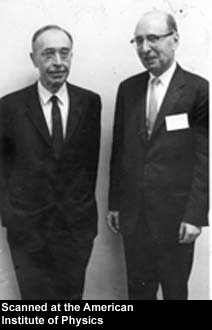 Scanned at the American
Institute of Physics